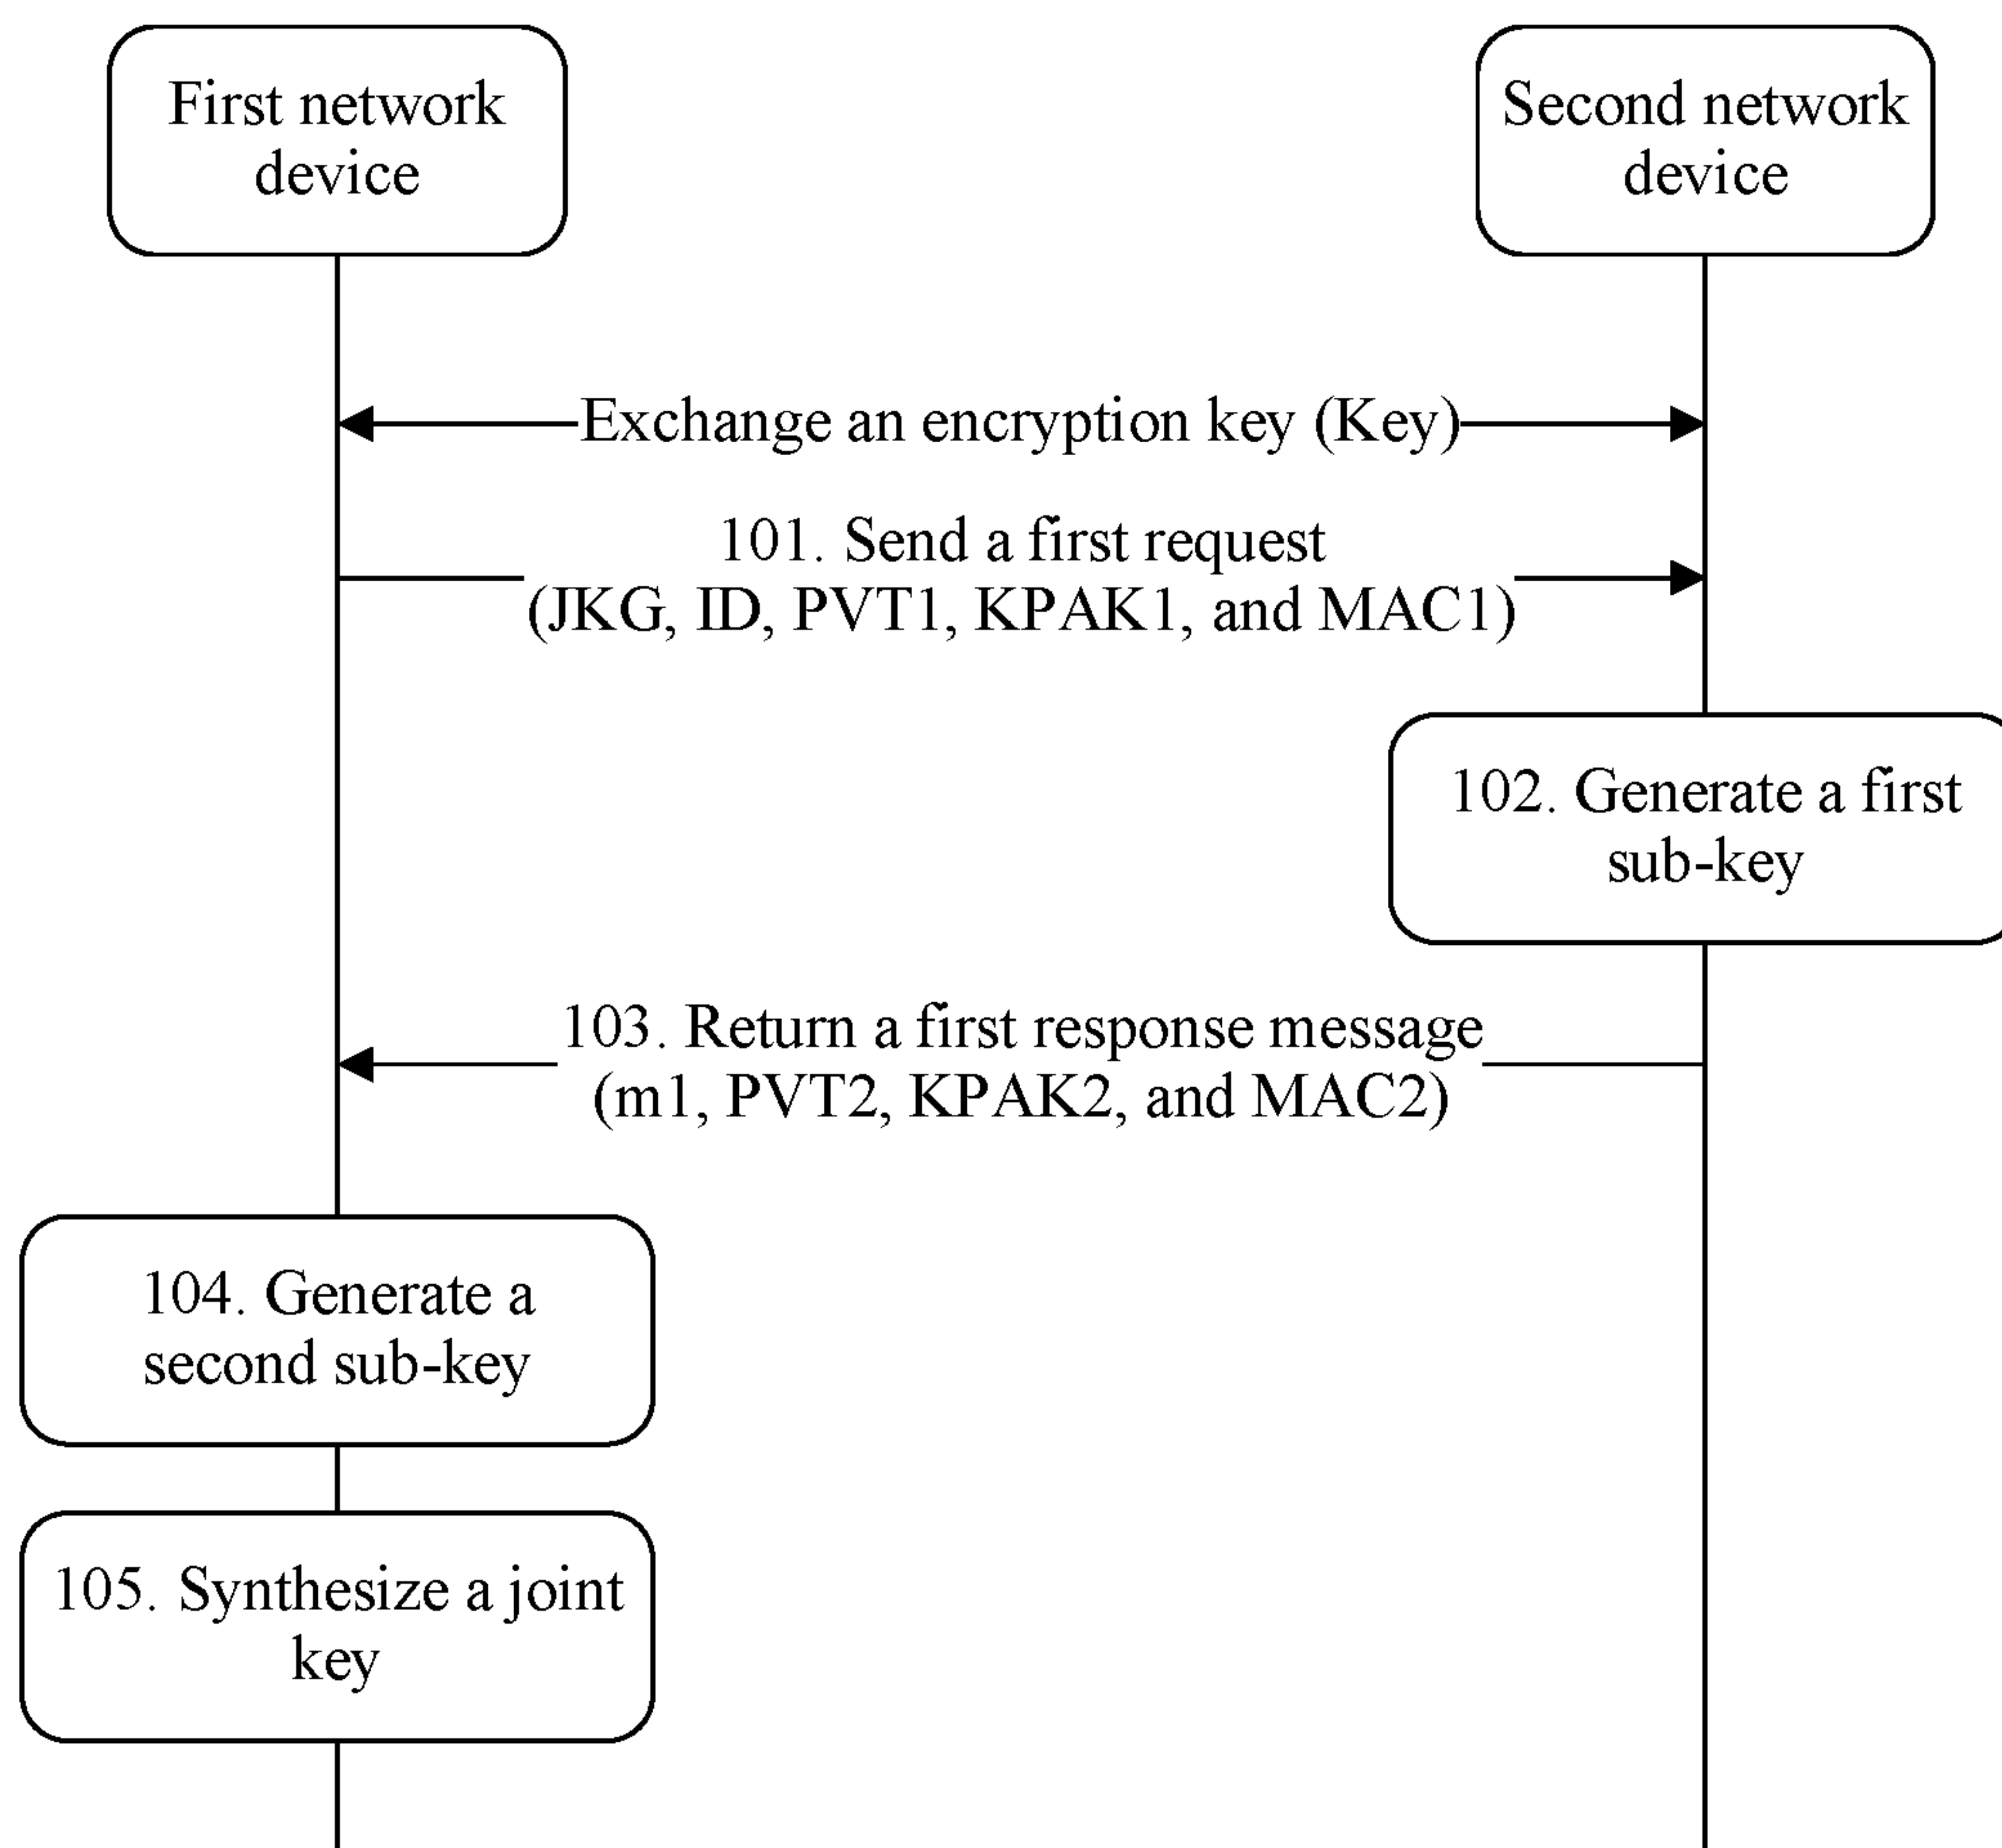 First network
device
Second network
device
Exchange an encryption key (Key)
101. Send a first request
(JKG, ID, PVT1, KPAK1, and MAC1)
102. Generate a first
sub-key
103. Return a first response message
(m1, PVT2, KPAK2, and MAC2)
104. Generate a
second sub-key
105. Synthesize a joint
key